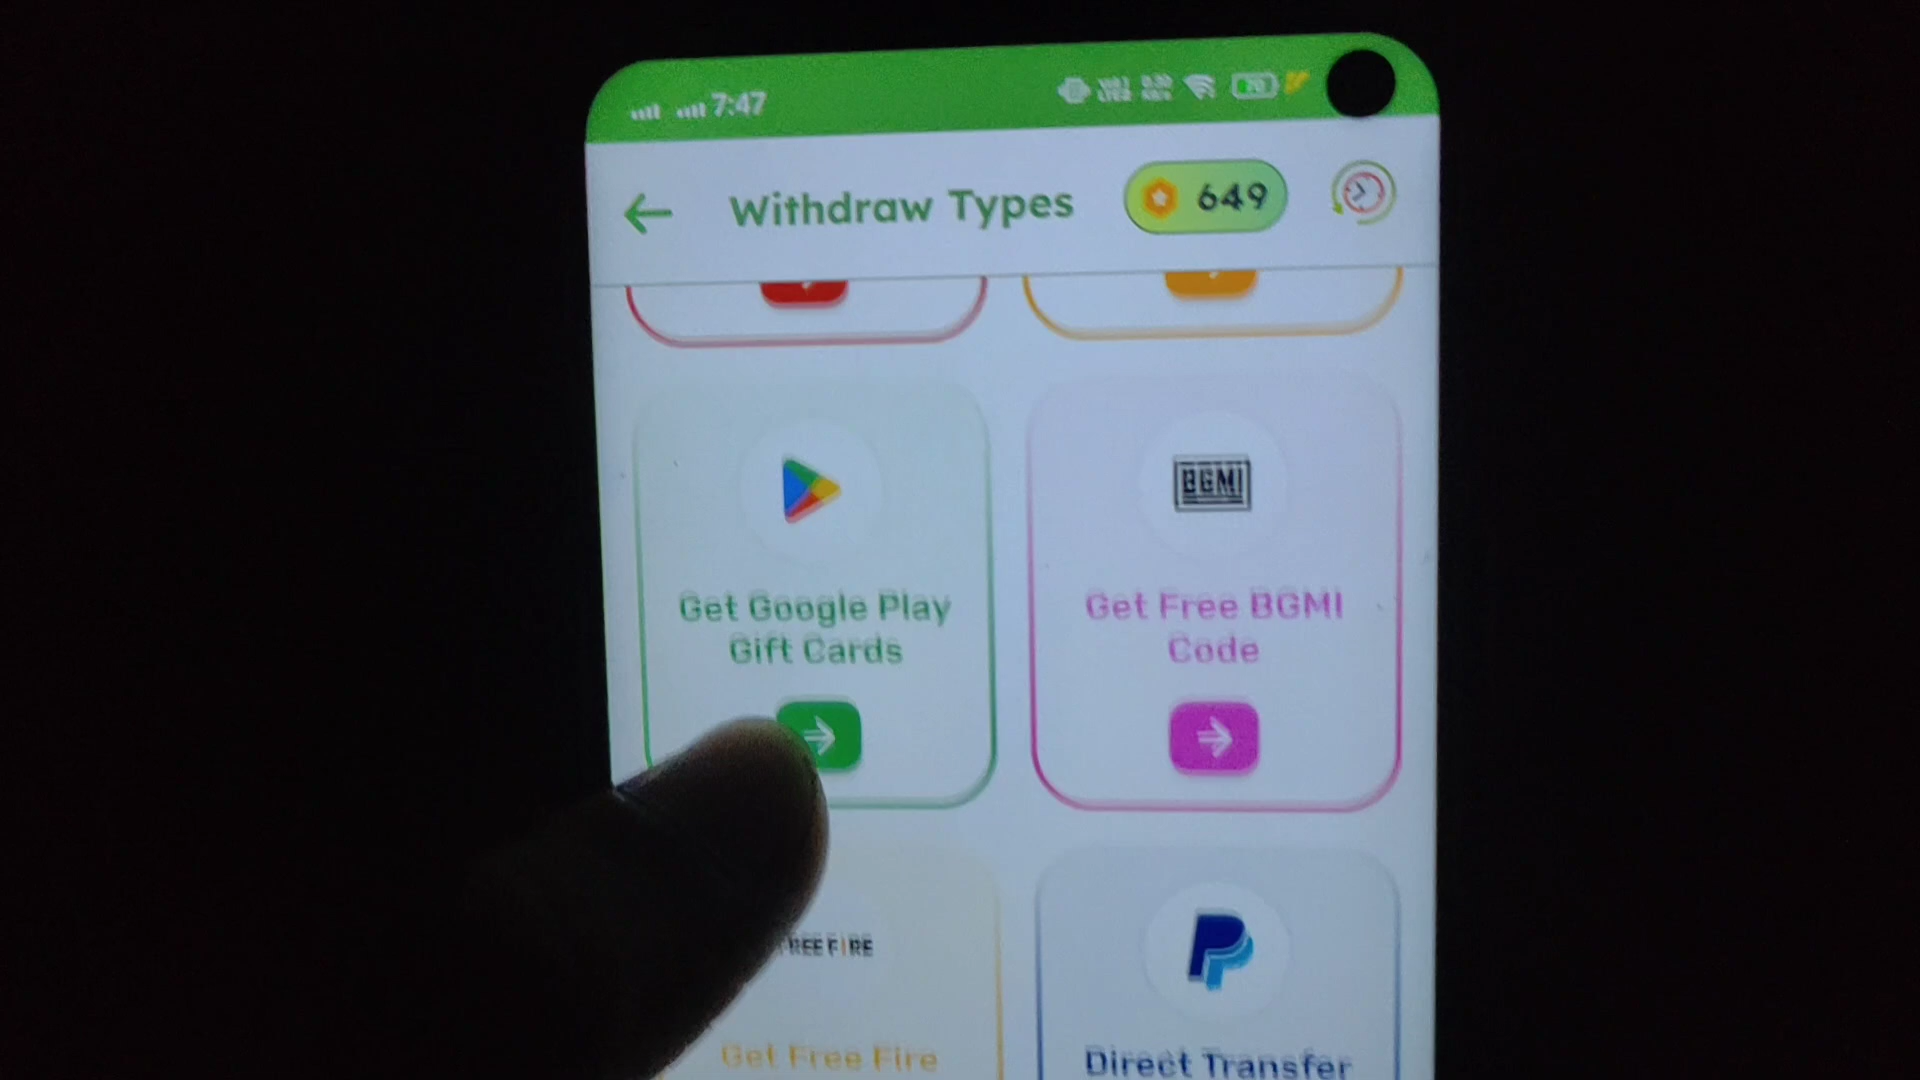 7:47
Withdraw Types
649
BGMI
Get Google Play
Gift Cards
Get Free BGMI
Code
FREE FIRE
Get Free Fire
Direct Transfer